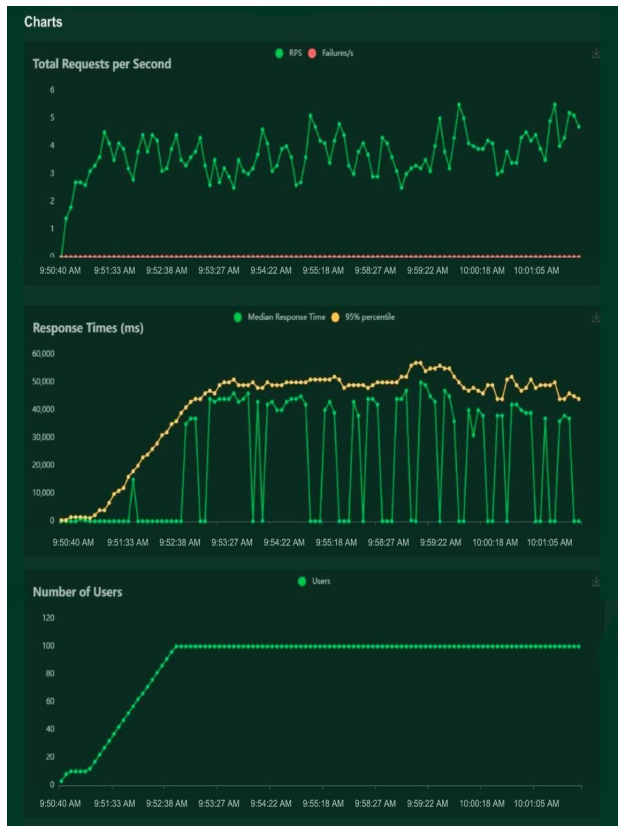 Charts
RPS Failures/s
Total Requests per Second
6
5
4
3
2
1
0
9:50:40 AM 9:51:33 AM 9:52:38 AM 9:53:27 AM 9:54:22 AM 9:55:18 AM 9:58:27 AM 9:59:22 AM 10:00:18 AM 10:01:05 AM
Median Response Time 95% percentile
Response Times (ms)
60,000
50,000
40,000
30,000
20,000
10,000
0
9:50:40 AM 9:51:33 AM 9:52:38 AM 9:53:27 AM 9:54:22 AM 9:55:18 AM 9:58:27 AM 9:59:22 AM 10:00:18 AM 10:01:05 AM
Users
Number of Users
120
100
80
60
40
20
0
9:50:40 AM 9:51:33 AM 9:52:38 AM 9:53:27 AM 9:54:22 AM 9:55:18 AM 9:58:27 AM 9:59:22 AM 10:00:18 AM 10:01:05 AM